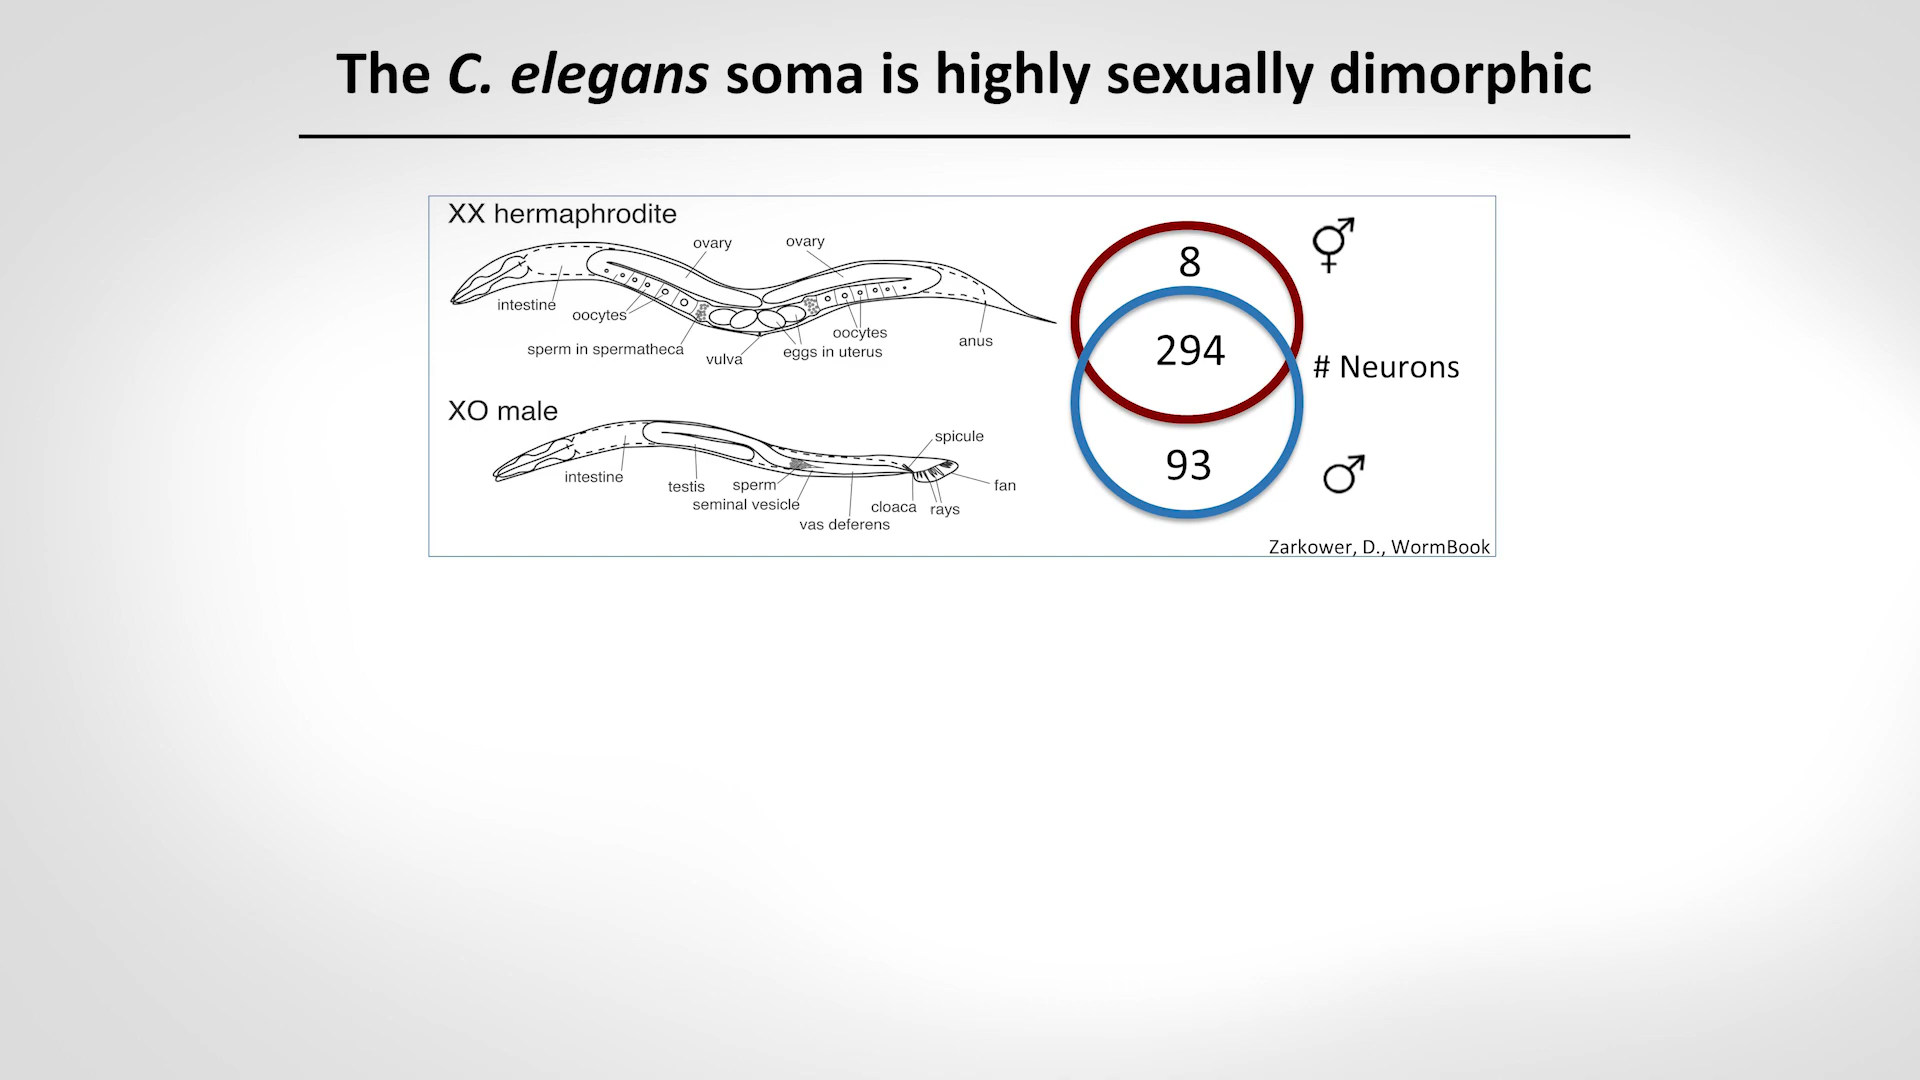 The C. elegans soma is highly sexually dimorphic
XX hermaphrodite
ovary
ovary
intestine
oocytes
sperm in spermatheca
vulva
eggs in uterus
oocytes
anus
XO male
intestine
testis
sperm
seminal vesicle
vas deferens
cloaca
rays
spicule
fan
8
294
93
# Neurons
Zarkower, D., WormBook